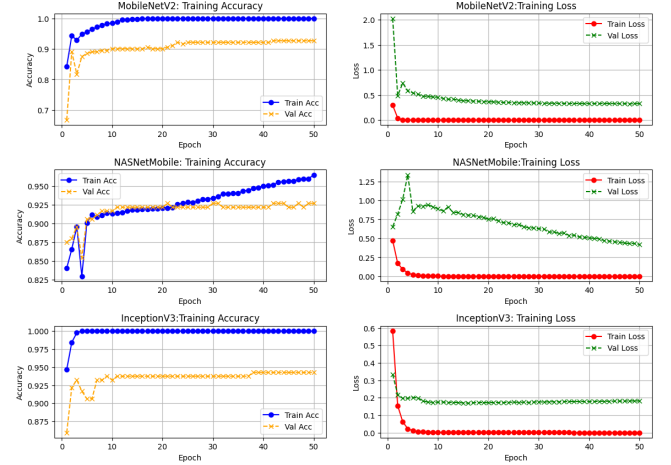 MobileNetV2: Training Accuracy
1.0
0.9
0.8
0.7
Accuracy
Train Acc
Val Acc
0 10 20 30 40 50
Epoch
MobileNetV2:Training Loss
2.0
1.5
1.0
0.5
0.0
Loss
Train Loss
Val Loss
0 10 20 30 40 50
Epoch
NASNetMobile: Training Accuracy
0.950
0.925
0.900
0.875
0.850
0.825
Accuracy
Train Acc
Val Acc
0 10 20 30 40 50
Epoch
NASNetMobile:Training Loss
1.25
1.00
0.75
0.50
0.25
0.00
Loss
Train Loss
Val Loss
0 10 20 30 40 50
Epoch
InceptionV3:Training Accuracy
1.000
0.975
0.950
0.925
0.900
0.875
Accuracy
Train Acc
Val Acc
0 10 20 30 40 50
Epoch
InceptionV3: Training Loss
0.6
0.5
0.4
0.3
0.2
0.1
0.0
Loss
Train Loss
Val Loss
0 10 20 30 40 50
Epoch